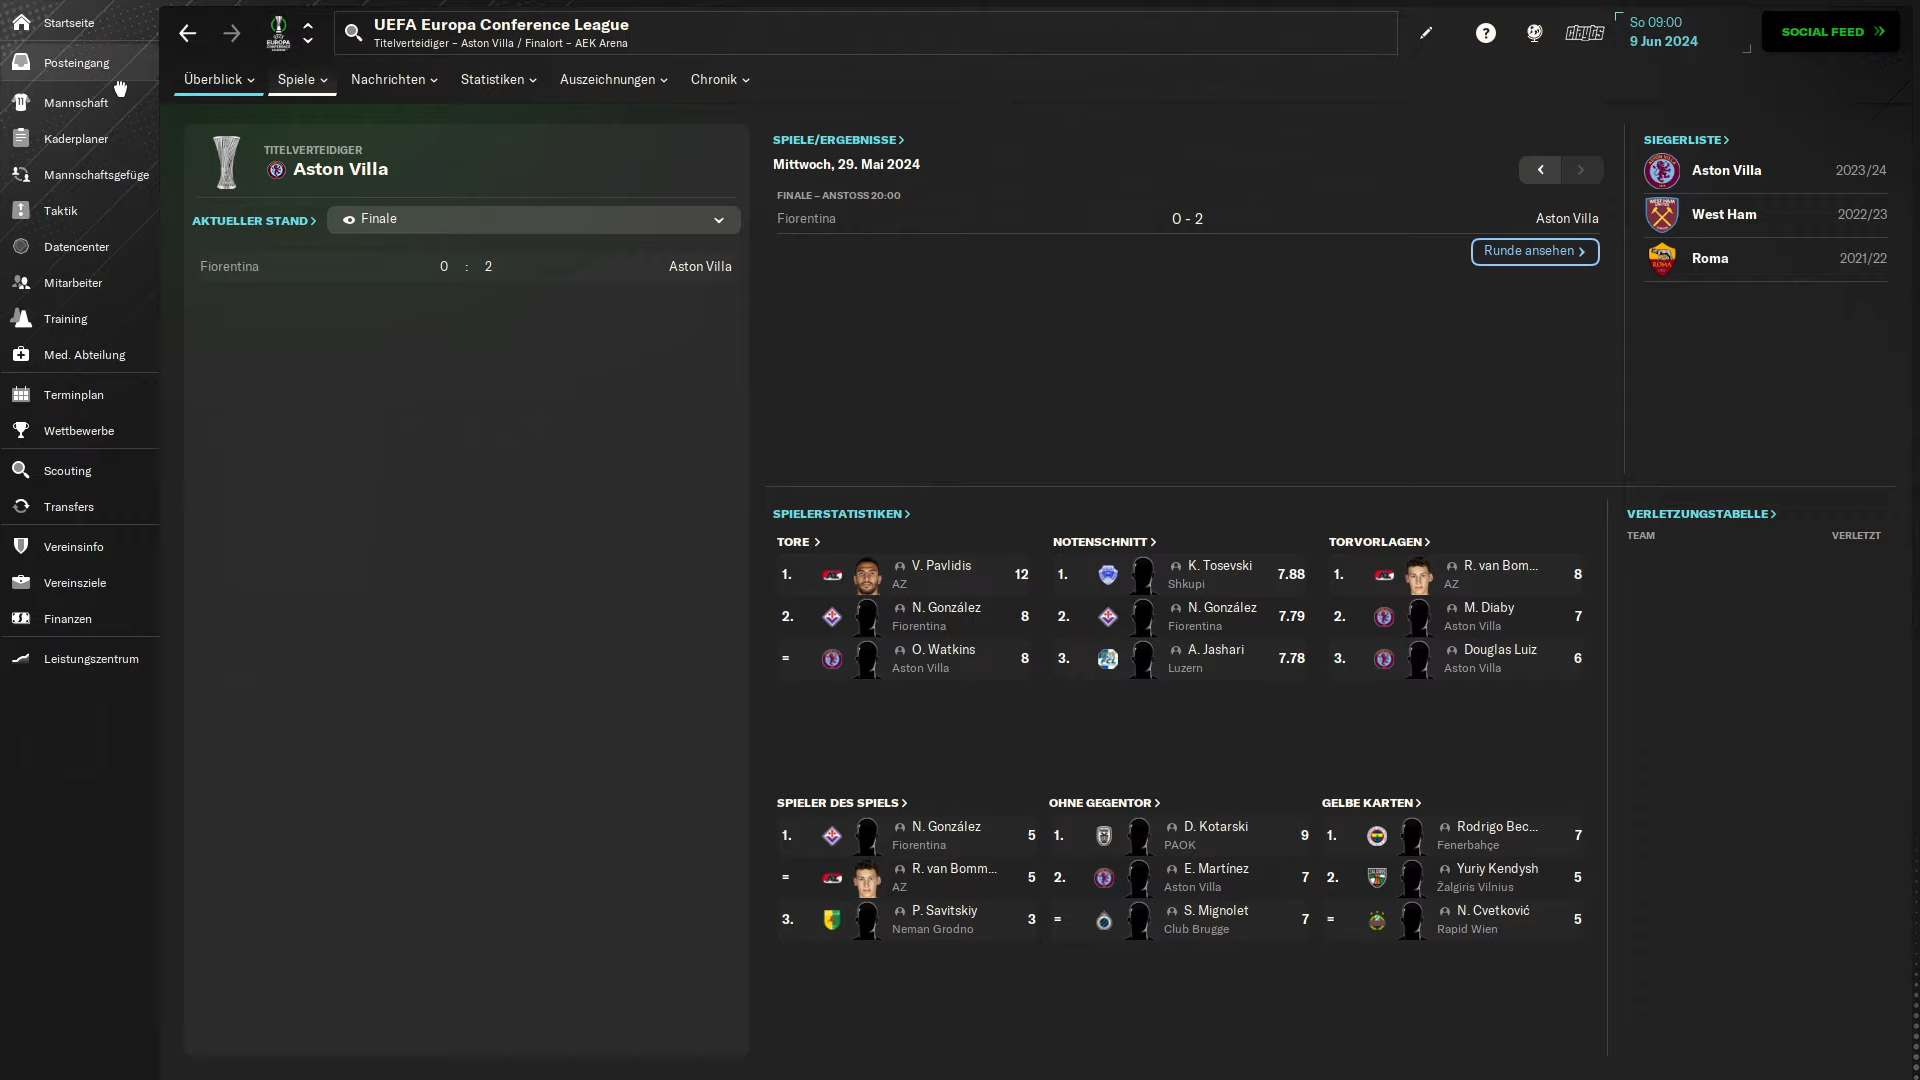 Startseite
Posteingang
Mannschaft
Kaderplaner
Mannschaftsgefüge
Taktik
Datencenter
Mitarbeiter
Training
Med. Abteilung
Terminplan
Wettbewerbe
Scouting
Transfers
Vereinsinfo
Vereinsziele
Finanzen
Leistungszentrum
UEFA Europa Conference League
Titelverteidiger – Aston Villa / Finalort – AEK Arena
So 09:00
9 Jun 2024
SOCIAL FEED
Überblick
Spiele
Nachrichten
Statistiken
Auszeichnungen
Chronik
TITELVERTEIDIGER
Aston Villa
AKTUELLER STAND
Finale
Fiorentina 0 : 2 Aston Villa
SPIELE/ERGEBNISSE
Mittwoch, 29. Mai 2024
FINALE – ANSTOSS 20:00
Fiorentina 0 - 2 Aston Villa
Runde ansehen
SIEGERLISTE
Aston Villa 2023/24
West Ham 2022/23
Roma 2021/22
SPIELERSTATISTIKEN
TORE
1. V. Pavlidis 12
AZ
2. N. González 8
Fiorentina
= O. Watkins 8
Aston Villa
NOTENSCHNITT
1. K. Tosevski 7.88
Shkupi
2. N. González 7.79
Fiorentina
3. A. Jashari 7.78
Luzern
TORVORLAGEN
1. R. van Bom... 8
AZ
2. M. Diaby 7
Aston Villa
3. Douglas Luiz 6
Aston Villa
SPIELER DES SPIELS
1. N. González 5
Fiorentina
= R. van Bomm... 5
AZ
3. P. Savitskiy 3
Neman Grodno
OHNE GEGENTOR
1. D. Kotarski 9
PAOK
2. E. Martínez 7
Aston Villa
= S. Mignolet 7
Club Brugge
GELBE KARTEN
1. Rodrigo Bec... 7
Fenerbahçe
2. Yuriy Kendysh 5
Žalgiris Vilnius
= N. Cvetković 5
Rapid Wien
VERLETZUNGSTABELLE
TEAM VERLETZT